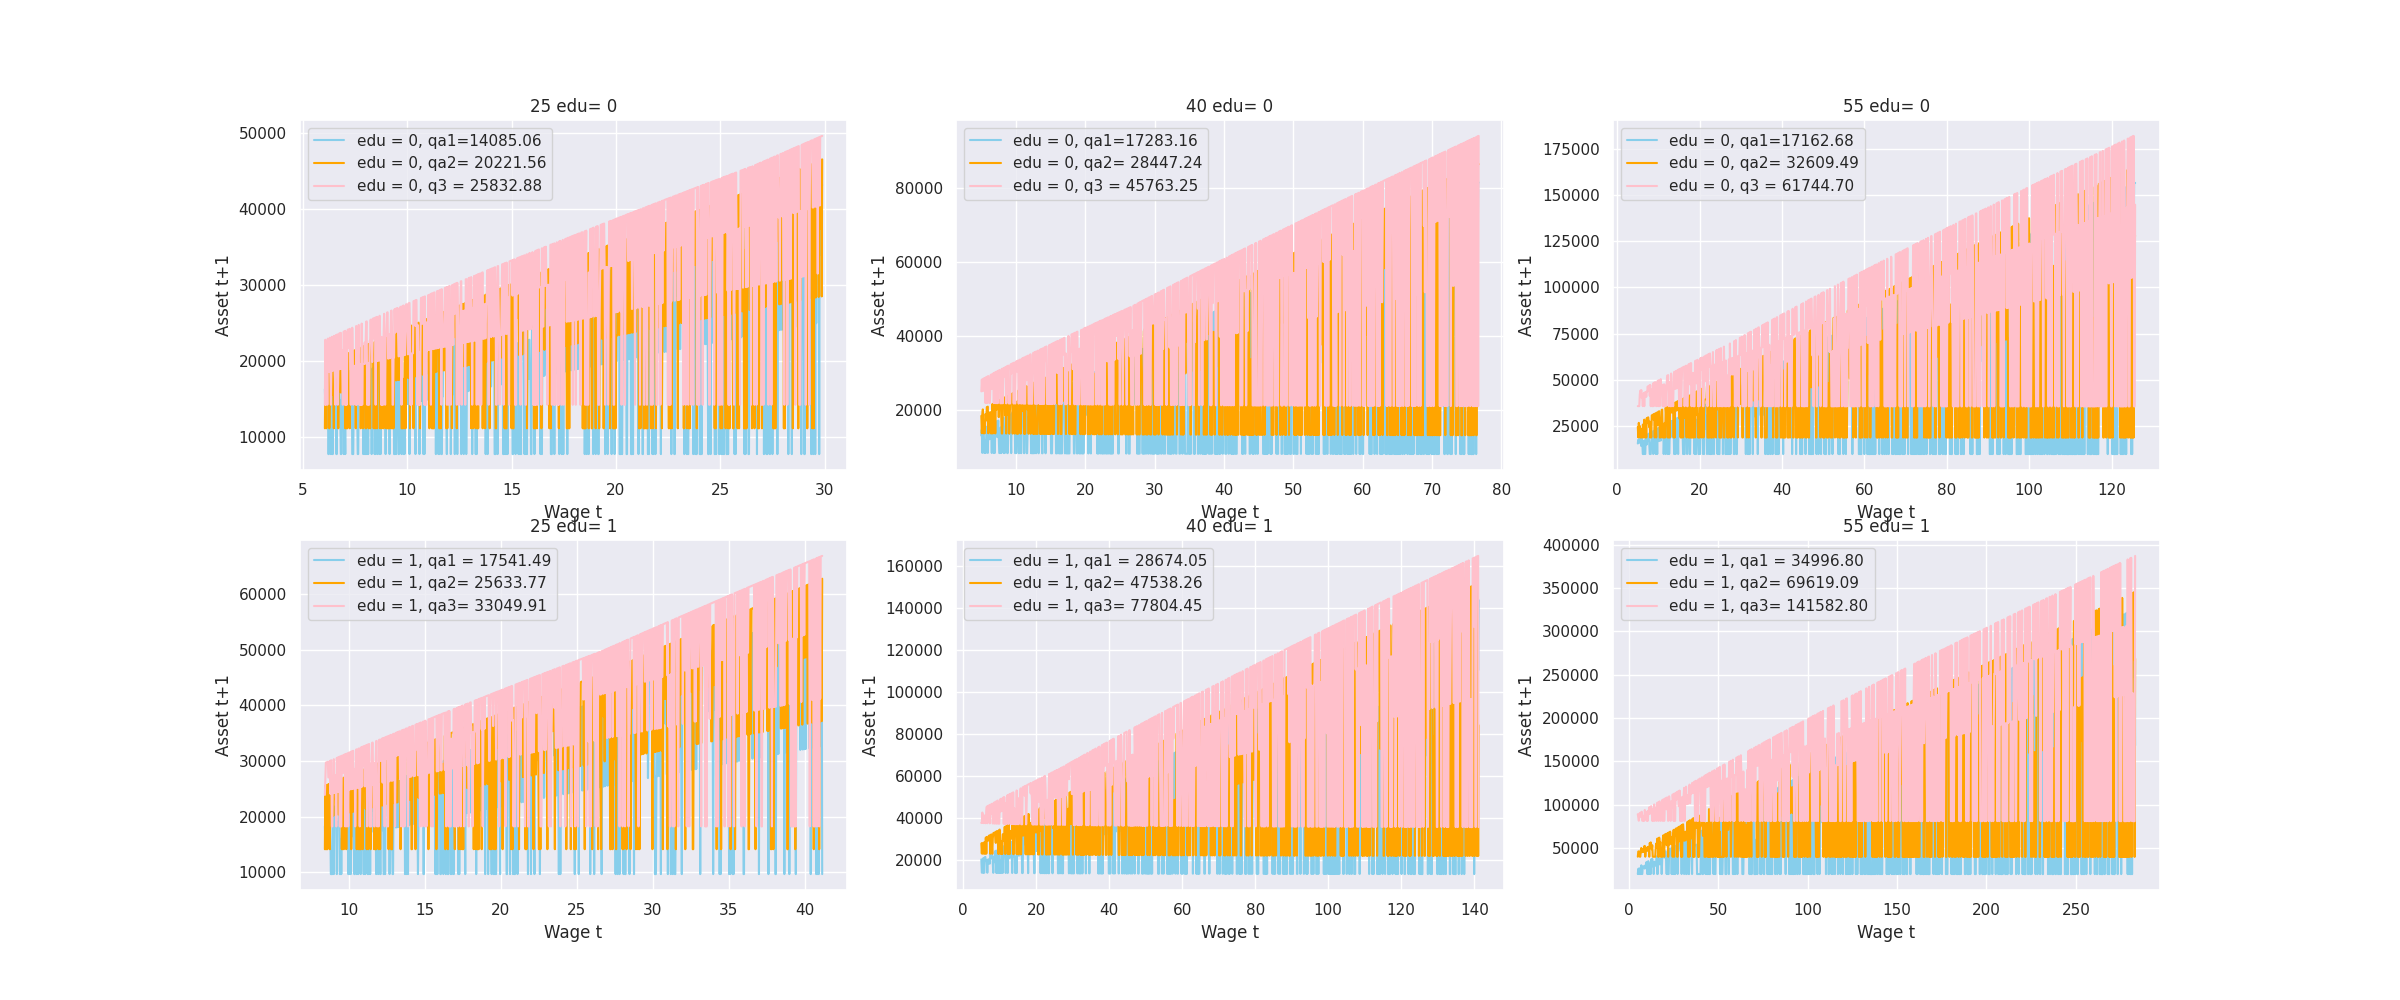 25 edu= 0
edu = 0, qa1=14085.06
edu = 0, qa2= 20221.56
edu = 0, q3 = 25832.88
50000
40000
30000
20000
10000
Asset t+1
5 10 15 20 25 30
Wage t
40 edu= 0
edu = 0, qa1=17283.16
edu = 0, qa2= 28447.24
edu = 0, q3 = 45763.25
80000
60000
40000
20000
Asset t+1
10 20 30 40 50 60 70 80
Wage t
55 edu= 0
edu = 0, qa1=17162.68
edu = 0, qa2= 32609.49
edu = 0, q3 = 61744.70
175000
150000
125000
100000
75000
50000
25000
Asset t+1
0 20 40 60 80 100 120
Wage t
25 edu= 1
edu = 1, qa1 = 17541.49
edu = 1, qa2= 25633.77
edu = 1, qa3= 33049.91
60000
50000
40000
30000
20000
10000
Asset t+1
10 15 20 25 30 35 40
Wage t
40 edu= 1
edu = 1, qa1 = 28674.05
edu = 1, qa2= 47538.26
edu = 1, qa3= 77804.45
160000
140000
120000
100000
80000
60000
40000
20000
Asset t+1
0 20 40 60 80 100 120 140
Wage t
55 edu= 1
edu = 1, qa1 = 34996.80
edu = 1, qa2= 69619.09
edu = 1, qa3= 141582.80
400000
350000
300000
250000
200000
150000
100000
50000
Asset t+1
0 50 100 150 200 250
Wage t